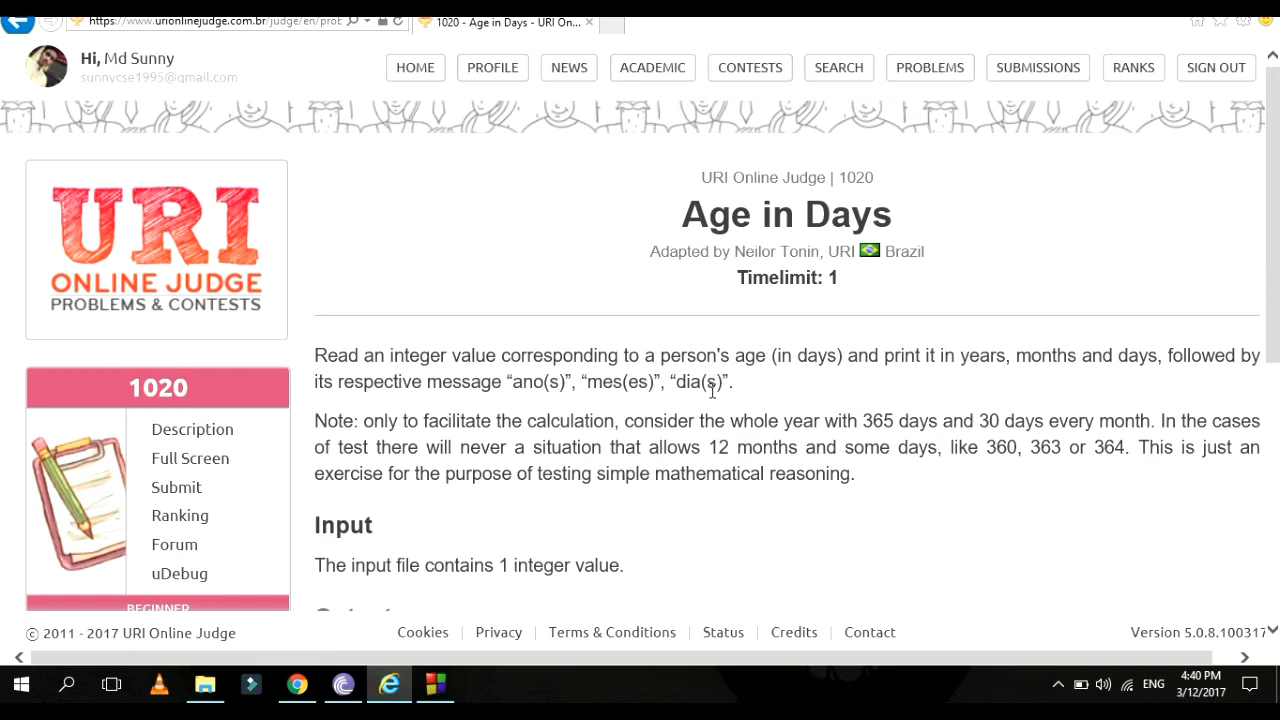 https://www.urionlinejudge.com.br/judge/en/prob
1020 - Age in Days - URI On...
Hi, Md Sunny
sunnycse1995@gmail.com
HOME
PROFILE
NEWS
ACADEMIC
CONTESTS
SEARCH
PROBLEMS
SUBMISSIONS
RANKS
SIGN OUT
URI
ONLINE JUDGE
PROBLEMS & CONTESTS
1020
Description
Full Screen
Submit
Ranking
Forum
uDebug
BEGINNER
URI Online Judge | 1020
Age in Days
Adapted by Neilor Tonin, URI Brazil
Timelimit: 1
Read an integer value corresponding to a person's age (in days) and print it in years, months and days, followed by
its respective message “ano(s)”, “mes(es)”, “dia(s)”.
Note: only to facilitate the calculation, consider the whole year with 365 days and 30 days every month. In the cases
of test there will never a situation that allows 12 months and some days, like 360, 363 or 364. This is just an
exercise for the purpose of testing simple mathematical reasoning.
Input
The input file contains 1 integer value.
© 2011 - 2017 URI Online Judge
Cookies
Privacy
Terms & Conditions
Status
Credits
Contact
Version 5.0.8.100317
ENG
4:40 PM
3/12/2017